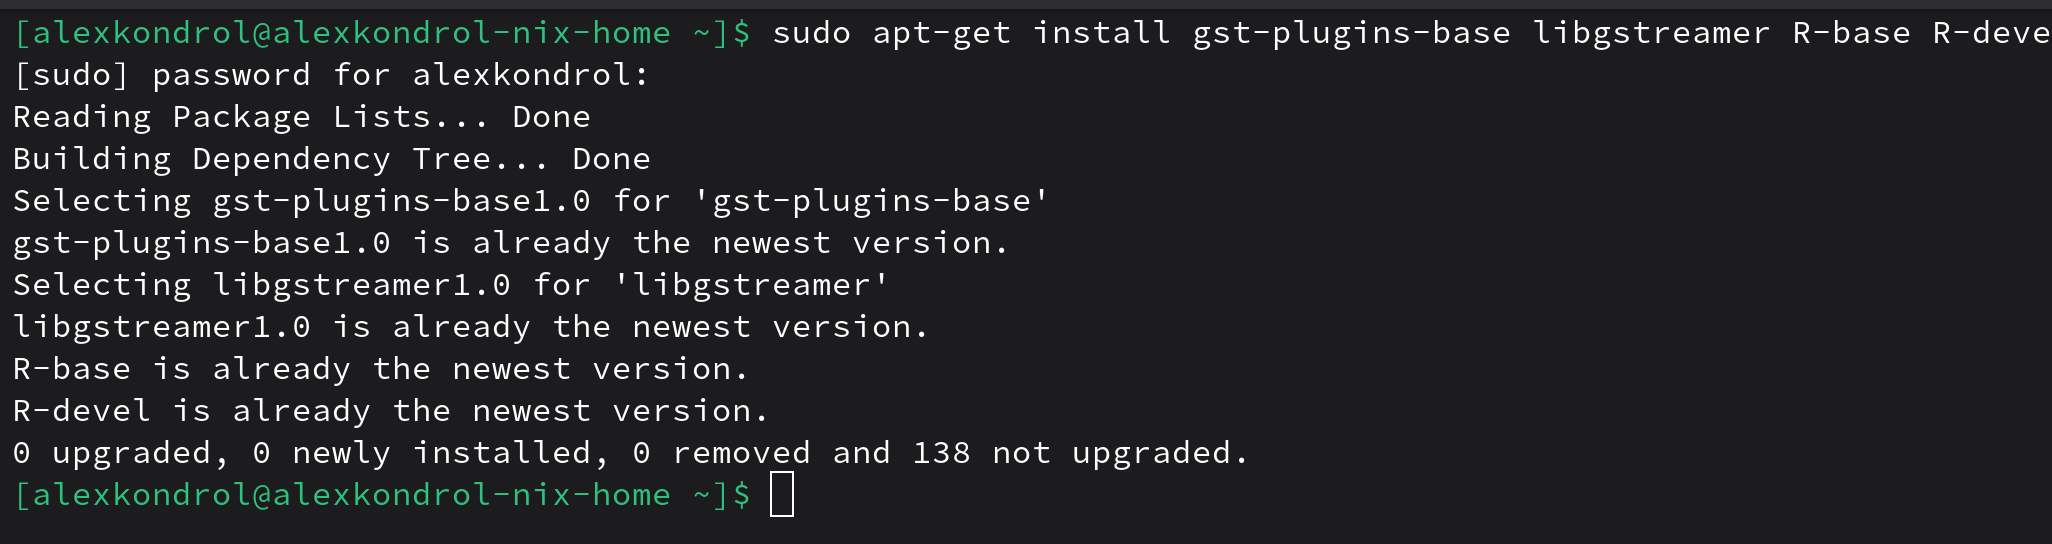 [alexkondrol@alexkondrol-nix-home ~]$ sudo apt-get install gst-plugins-base libgstreamer R-base R-deve
[sudo] password for alexkondrol:
Reading Package Lists... Done
Building Dependency Tree... Done
Selecting gst-plugins-base1.0 for 'gst-plugins-base'
gst-plugins-base1.0 is already the newest version.
Selecting libgstreamer1.0 for 'libgstreamer'
libgstreamer1.0 is already the newest version.
R-base is already the newest version.
R-devel is already the newest version.
0 upgraded, 0 newly installed, 0 removed and 138 not upgraded.
[alexkondrol@alexkondrol-nix-home ~]$